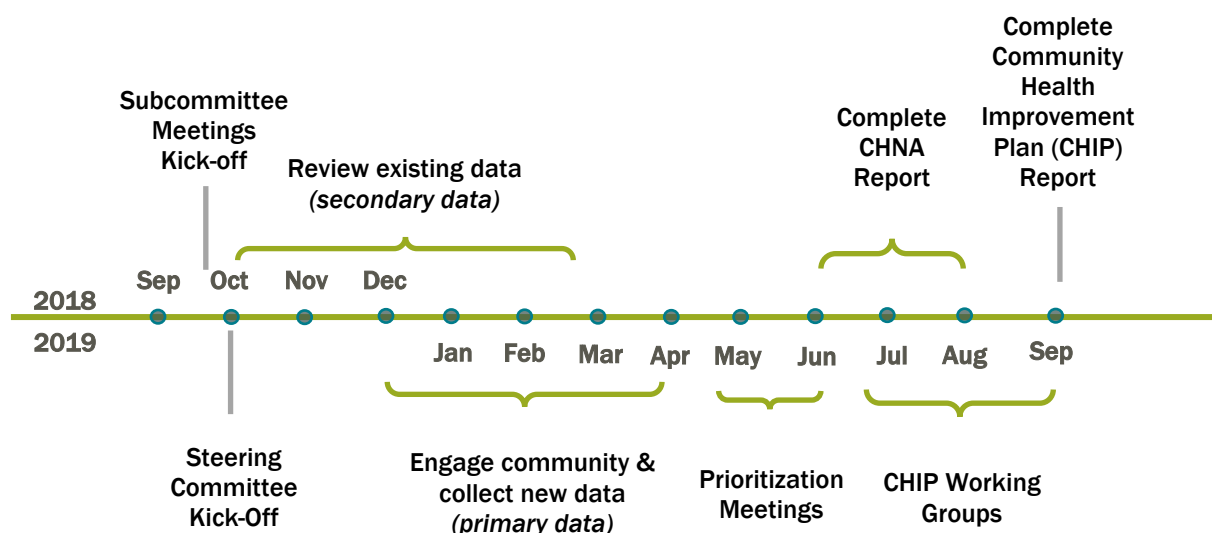 Subcommittee
Meetings
Kick-off
Review existing data
(secondary data)
Complete
CHNA
Report
Complete
Community
Health
Improvement
Plan (CHIP)
Report
Sep Oct Nov Dec
2018
2019
Jan Feb Mar Apr May Jun Jul Aug Sep
Steering
Committee
Kick-Off
Engage community &
collect new data
(primary data)
Prioritization
Meetings
CHIP Working
Groups